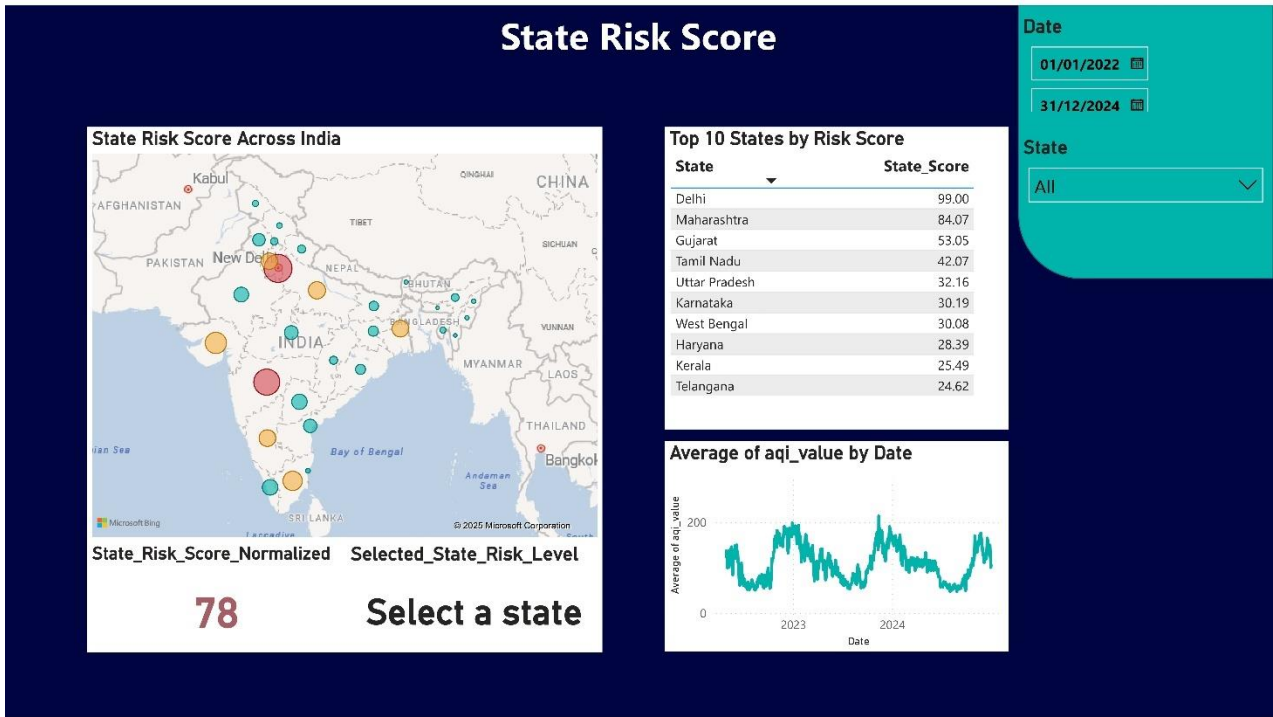 State Risk Score
Date
01/01/2022
31/12/2024
State
All
State Risk Score Across India
Kabul
AFGHANISTAN
QINGHAI
CHINA
TIBET
SICHUAN
PAKISTAN
New Del
NEPAL
BHUTAN
BANGLADESH
YUNNAN
INDIA
MYANMAR
LAOS
THAILAND
ian Sea
Bay of Bengal
Bangkok
Andaman
Sea
SRI LANKA
Microsoft Bing
© 2025 Microsoft Corporation
Laccadive
South
State_Risk_Score_Normalized
Selected_State_Risk_Level
78
Select a state
Top 10 States by Risk Score
State State_Score
Delhi 99.00
Maharashtra 84.07
Gujarat 53.05
Tamil Nadu 42.07
Uttar Pradesh 32.16
Karnataka 30.19
West Bengal 30.08
Haryana 28.39
Kerala 25.49
Telangana 24.62
Average of aqi_value by Date
Average of aqi_value
200
0
2023 2024
Date